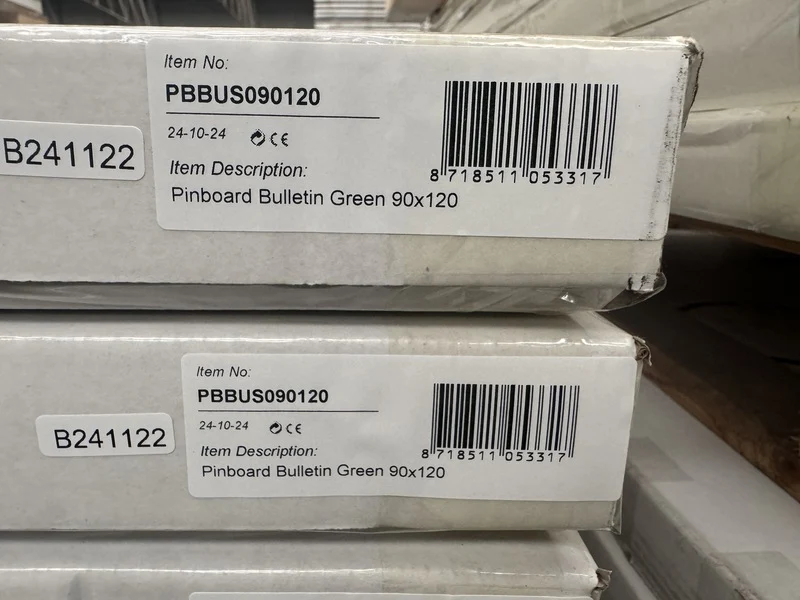 Item No:
PBBUS090120
24-10-24 CE
B241122
Item Description:
Pinboard Bulletin Green 90x120
8 718511 053317
Item No:
PBBUS090120
24-10-24 CE
B241122
Item Description:
Pinboard Bulletin Green 90x120
8 718511 053317